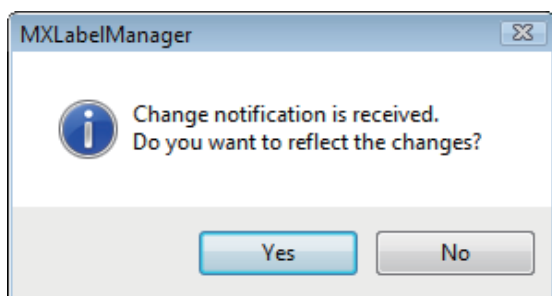 MXLabelManager
Change notification is received.
Do you want to reflect the changes?
Yes
No